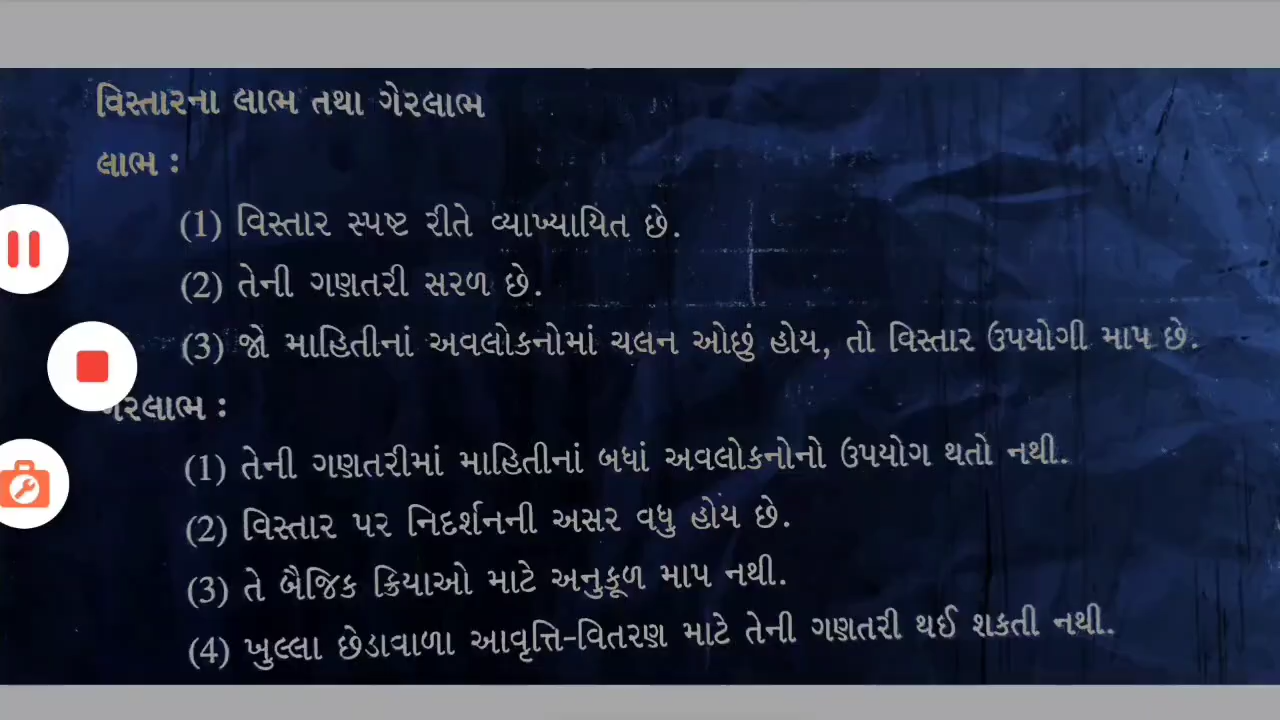 વિસ્તારના લાભ તથા ગેરલાભ
લાભ :
(1) વિસ્તાર સ્પષ્ટ રીતે વ્યાખ્યાયિત છે.
(2) તેની ગણતરી સરળ છે.
(3) જો માહિતીનાં અવલોકનોમાં ચલન ઓછું હોય, તો વિસ્તાર ઉપયોગી માપ છે.
ગેરલાભ :
(1) તેની ગણતરીમાં માહિતીનાં બધાં અવલોકનોનો ઉપયોગ થતો નથી.
(2) વિસ્તાર પર નિદર્શનની અસર વધુ હોય છે.
(3) તે બૈજિક ક્રિયાઓ માટે અનુકૂળ માપ નથી.
(4) ખુલ્લા છેડાવાળા આવૃત્તિ-વિતરણ માટે તેની ગણતરી થઈ શકતી નથી.